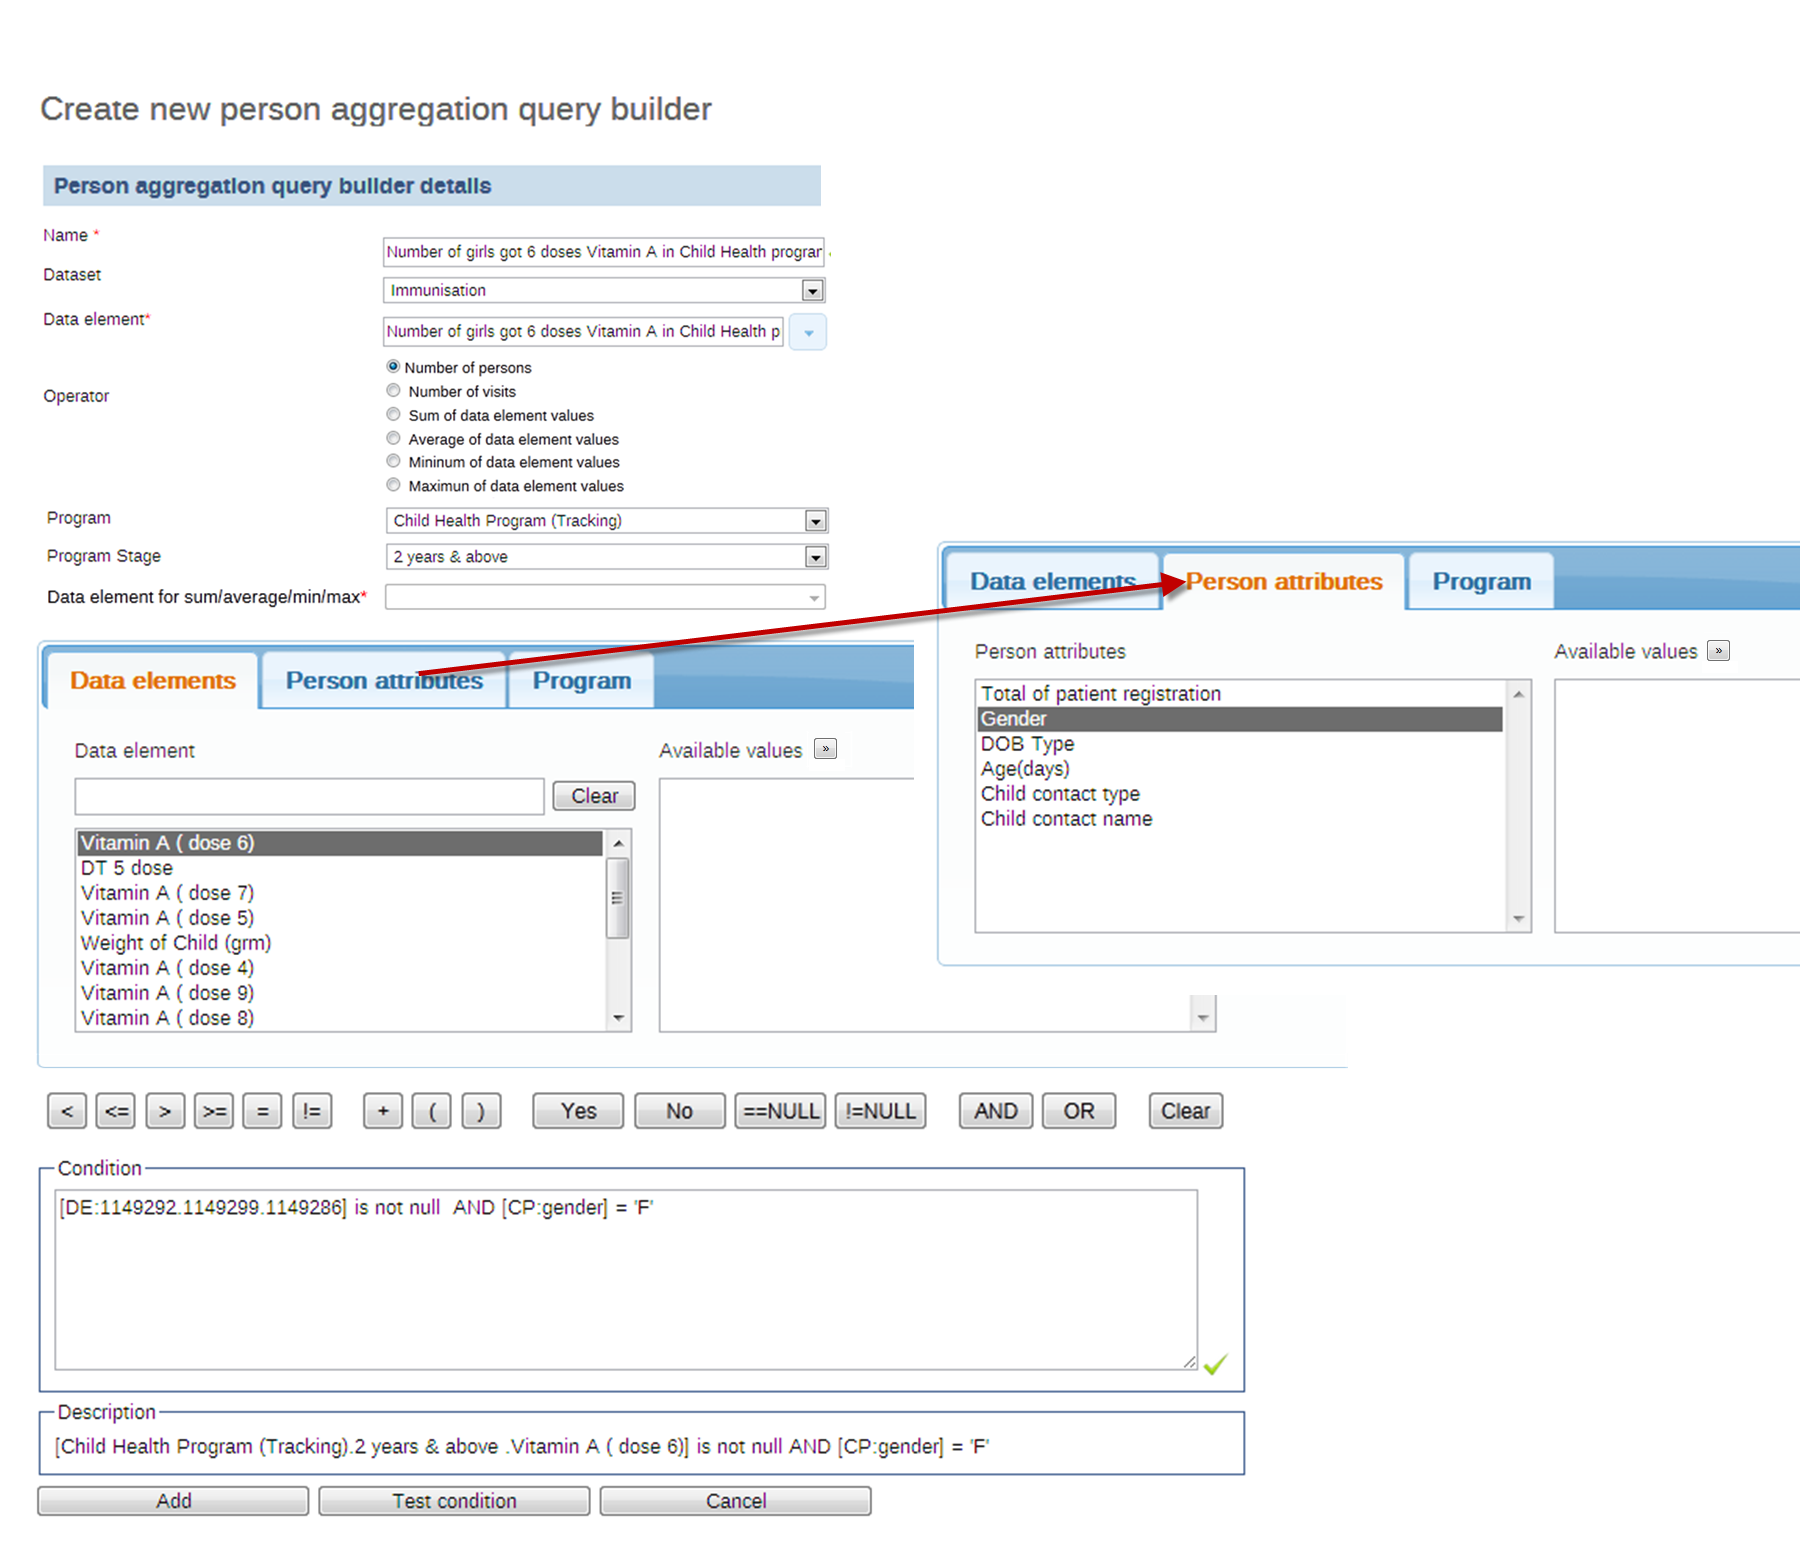 Create new person aggregation query builder
Person aggregation query builder details
Name *
Number of girls got 6 doses Vitamin A in Child Health prograr
Dataset
Immunisation
Data element*
Number of girls got 6 doses Vitamin A in Child Health p
Operator
Number of persons
Number of visits
Sum of data element values
Average of data element values
Mininum of data element values
Maximun of data element values
Program
Child Health Program (Tracking)
Program Stage
2 years & above
Data element for sum/average/min/max*
Data elements Person attributes Program
Data element
Available values »
Clear
Vitamin A ( dose 6)
DT 5 dose
Vitamin A ( dose 7)
Vitamin A ( dose 5)
Weight of Child (grm)
Vitamin A ( dose 4)
Vitamin A ( dose 9)
Vitamin A ( dose 8)
Data elements Person attributes Program
Person attributes
Available values »
Total of patient registration
Gender
DOB Type
Age(days)
Child contact type
Child contact name
< <= > >= = != + ( ) Yes No ==NULL !=NULL AND OR Clear
Condition
[DE:1149292.1149299.1149286] is not null  AND [CP:gender] = 'F'
Description
[Child Health Program (Tracking).2 years & above .Vitamin A ( dose 6)] is not null AND [CP:gender] = 'F'
Add Test condition Cancel